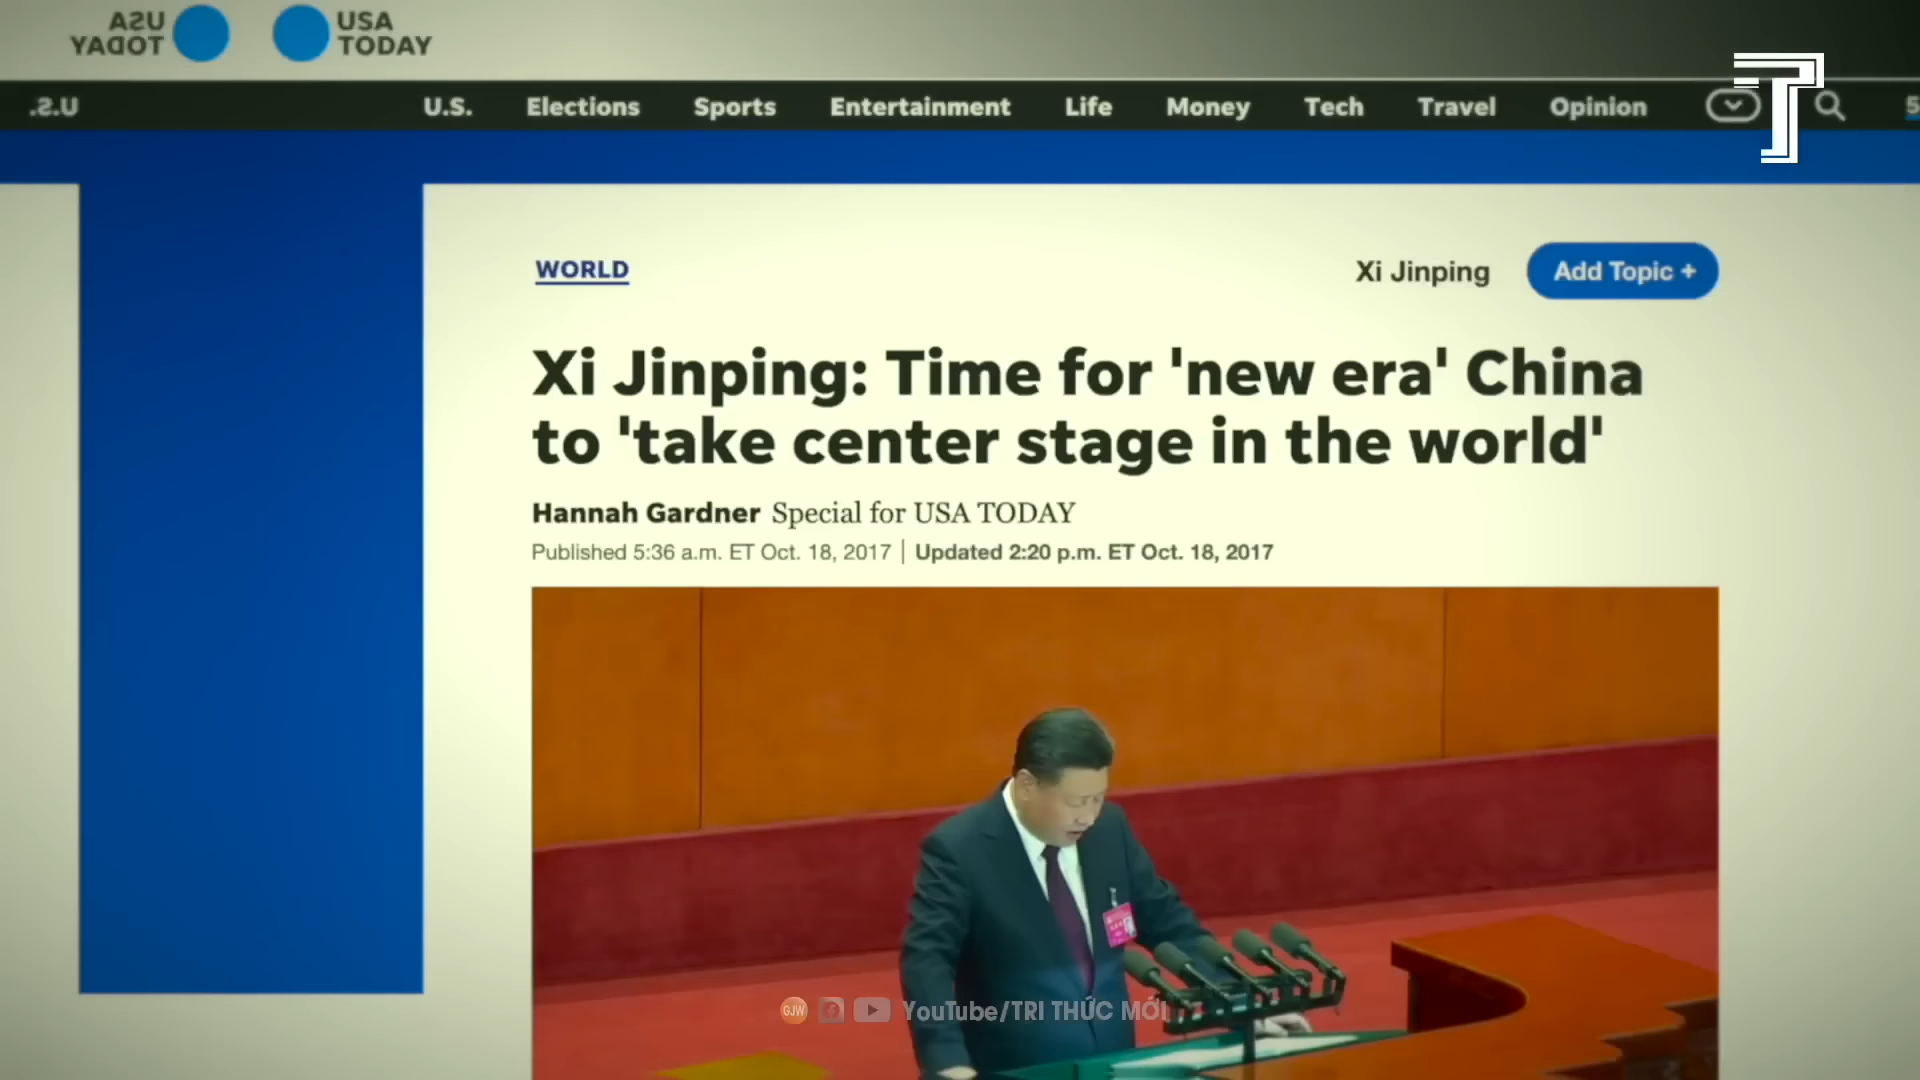 USA
TODAY
USA
TODAY
U.S.
U.S. Elections Sports Entertainment Life Money Tech Travel Opinion
5
WORLD
Xi Jinping Add Topic +
Xi Jinping: Time for 'new era' China
to 'take center stage in the world'
Hannah Gardner Special for USA TODAY
Published 5:36 a.m. ET Oct. 18, 2017 | Updated 2:20 p.m. ET Oct. 18, 2017
GJW YouTube/TRI THỨC MỚI